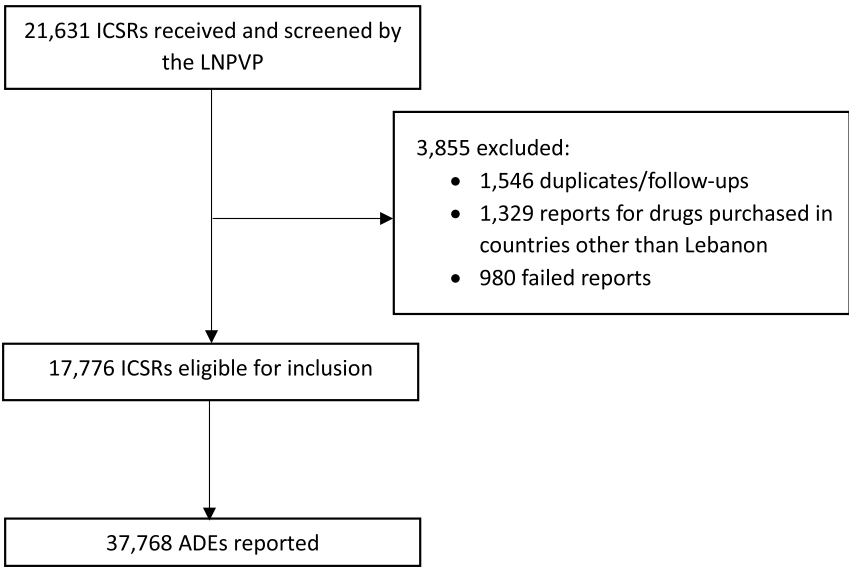 21,631 ICSRs received and screened by
the LNPVP
3,855 excluded:
• 1,546 duplicates/follow-ups
• 1,329 reports for drugs purchased in
countries other than Lebanon
• 980 failed reports
17,776 ICSRs eligible for inclusion
37,768 ADEs reported